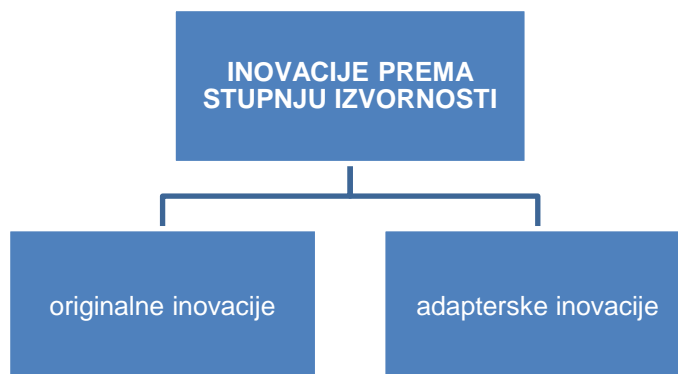 INOVACIJE PREMA
STUPNJU IZVORNOSTI
originalne inovacije
adapterske inovacije